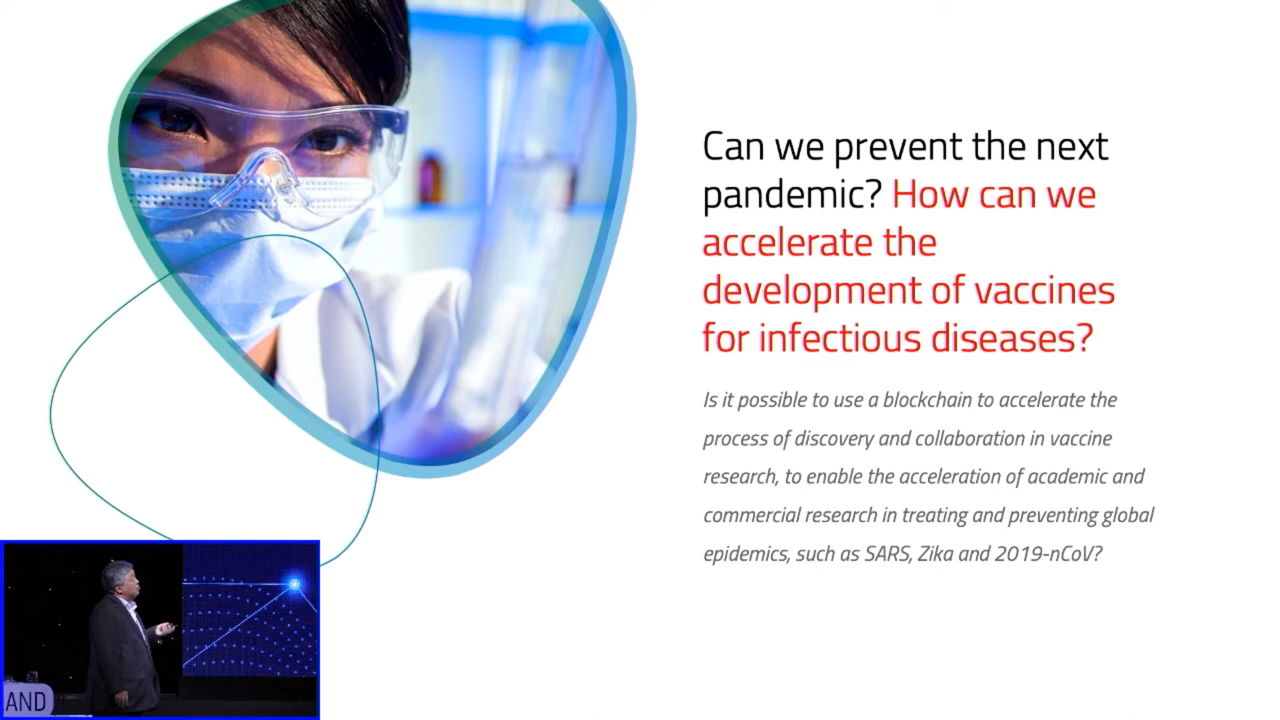 Can we prevent the next
pandemic? How can we
accelerate the
development of vaccines
for infectious diseases?
Is it possible to use a blockchain to accelerate the
process of discovery and collaboration in vaccine
research, to enable the acceleration of academic and
commercial research in treating and preventing global
epidemics, such as SARS, Zika and 2019-nCoV?
AND